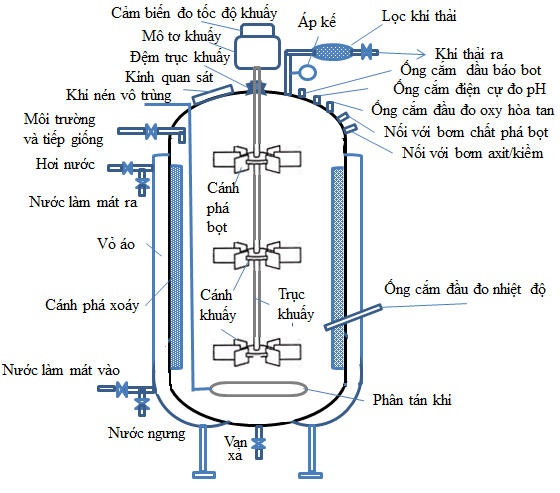 Cảm biến đo tốc độ khuấy
Mô tơ khuấy
Đệm trục khuấy
Kính quan sát
Khí nén vô trùng
Áp kế
Lọc khí thải
Khí thải ra
Ống cắm đầu báo bot
Ống cắm điện cự đo pH
Ống cắm đầu đo oxy hòa tan
Nối với bơm chất phá bọt
Nối với bơm axit/kiềm
Môi trường
và tiếp giống
Hơi nước
Nước làm mát ra
Vỏ áo
Cánh phá xoáy
Cánh
phá
bọt
Cánh
khuấy
Trục
khuấy
Ống cắm đầu đo nhiệt độ
Nước làm mát vào
Nước ngưng
Van
xả
Phân tán khí